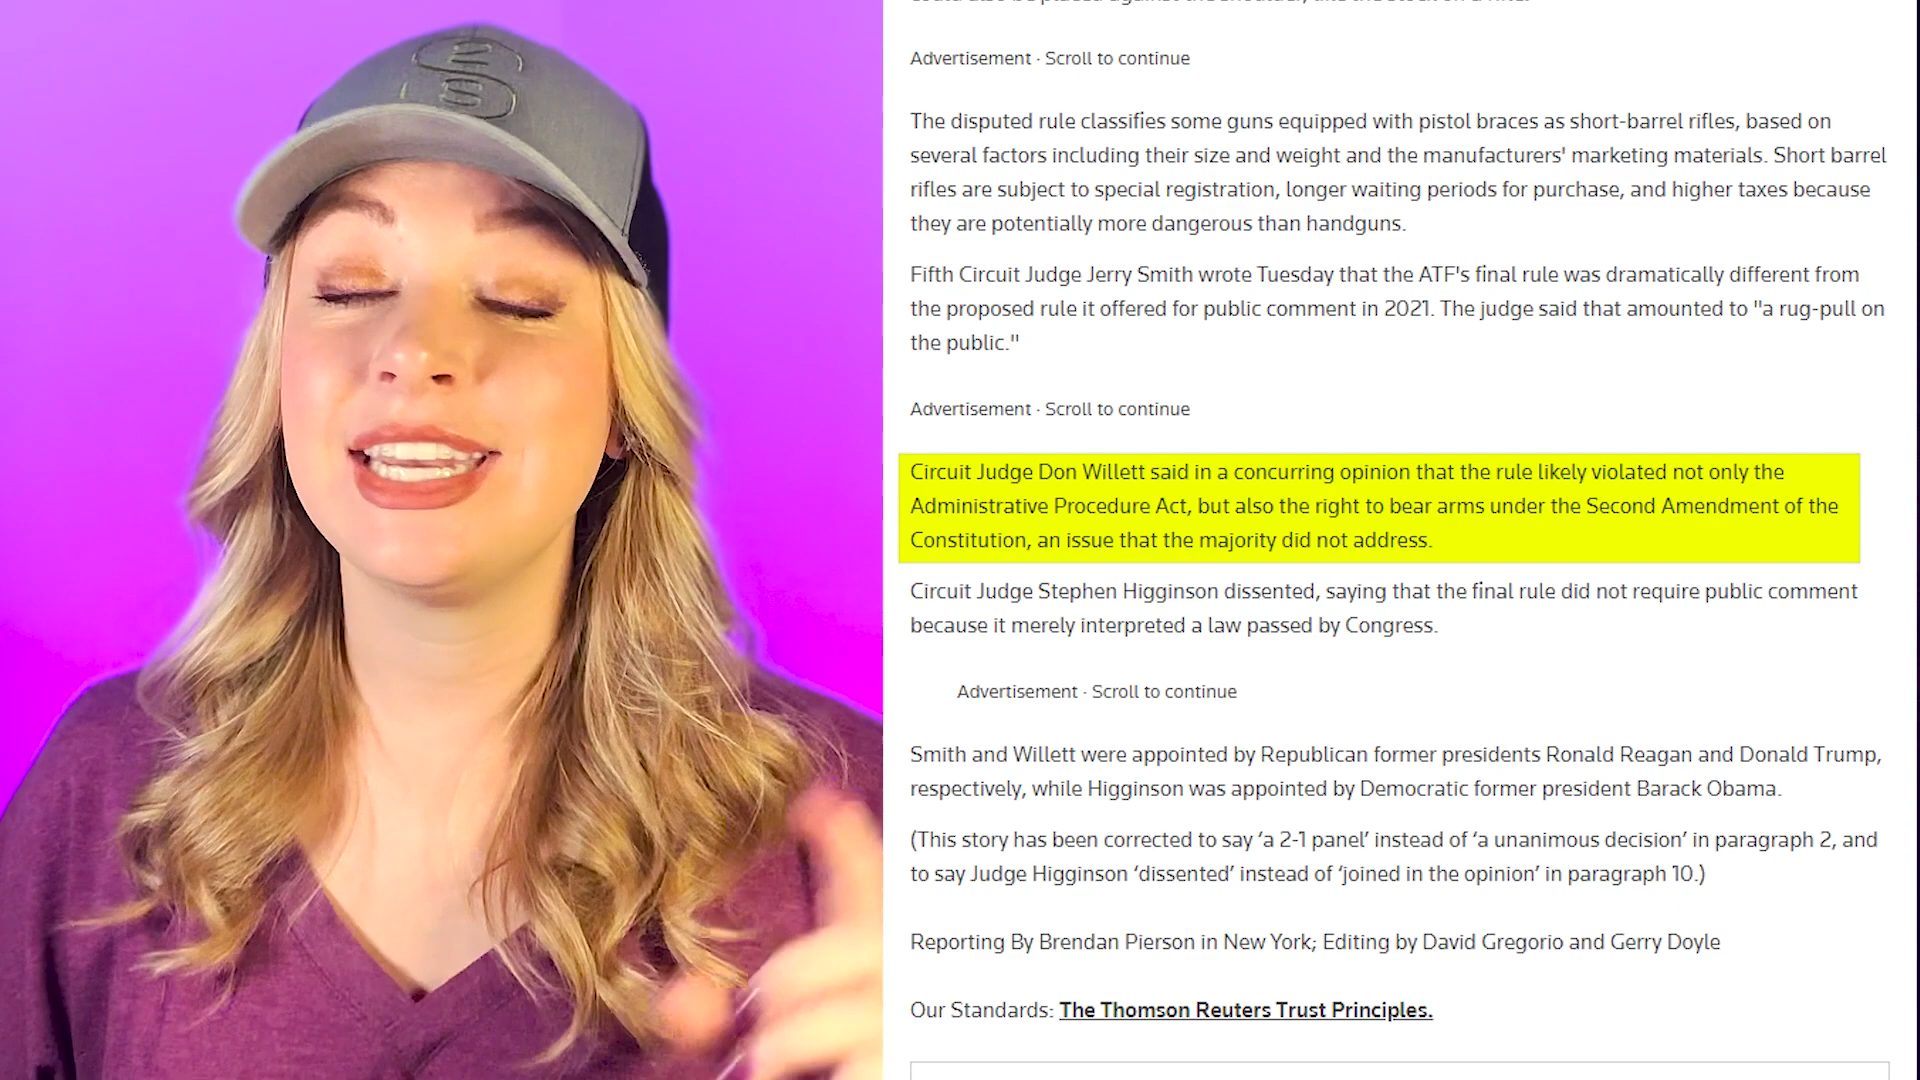 Advertisement · Scroll to continue
The disputed rule classifies some guns equipped with pistol braces as short-barrel rifles, based on
several factors including their size and weight and the manufacturers' marketing materials. Short barrel
rifles are subject to special registration, longer waiting periods for purchase, and higher taxes because
they are potentially more dangerous than handguns.
Fifth Circuit Judge Jerry Smith wrote Tuesday that the ATF's final rule was dramatically different from
the proposed rule it offered for public comment in 2021. The judge said that amounted to "a rug-pull on
the public."
Advertisement · Scroll to continue
Circuit Judge Don Willett said in a concurring opinion that the rule likely violated not only the
Administrative Procedure Act, but also the right to bear arms under the Second Amendment of the
Constitution, an issue that the majority did not address.
Circuit Judge Stephen Higginson dissented, saying that the final rule did not require public comment
because it merely interpreted a law passed by Congress.
Advertisement · Scroll to continue
Smith and Willett were appointed by Republican former presidents Ronald Reagan and Donald Trump,
respectively, while Higginson was appointed by Democratic former president Barack Obama.
(This story has been corrected to say ‘a 2-1 panel’ instead of ‘a unanimous decision’ in paragraph 2, and
to say Judge Higginson ‘dissented’ instead of ‘joined in the opinion’ in paragraph 10.)
Reporting By Brendan Pierson in New York; Editing by David Gregorio and Gerry Doyle
Our Standards: The Thomson Reuters Trust Principles.